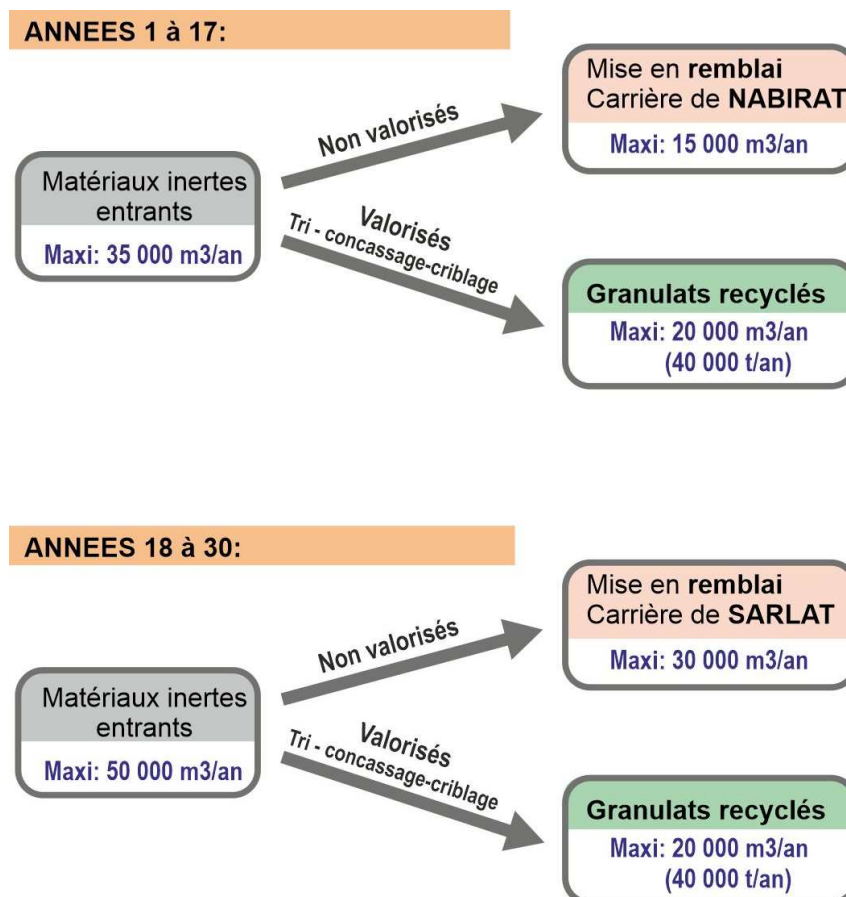 ANNEES 1 à 17:
Mise en remblai
Carrière de NABIRAT
Maxi: 15 000 m3/an
Non valorisés
Matériaux inertes
entrants
Maxi: 35 000 m3/an
Valorisés
Tri - concassage-criblage
Granulats recyclés
Maxi: 20 000 m3/an
(40 000 t/an)
ANNEES 18 à 30:
Mise en remblai
Carrière de SARLAT
Maxi: 30 000 m3/an
Non valorisés
Matériaux inertes
entrants
Maxi: 50 000 m3/an
Valorisés
Tri - concassage-criblage
Granulats recyclés
Maxi: 20 000 m3/an
(40 000 t/an)